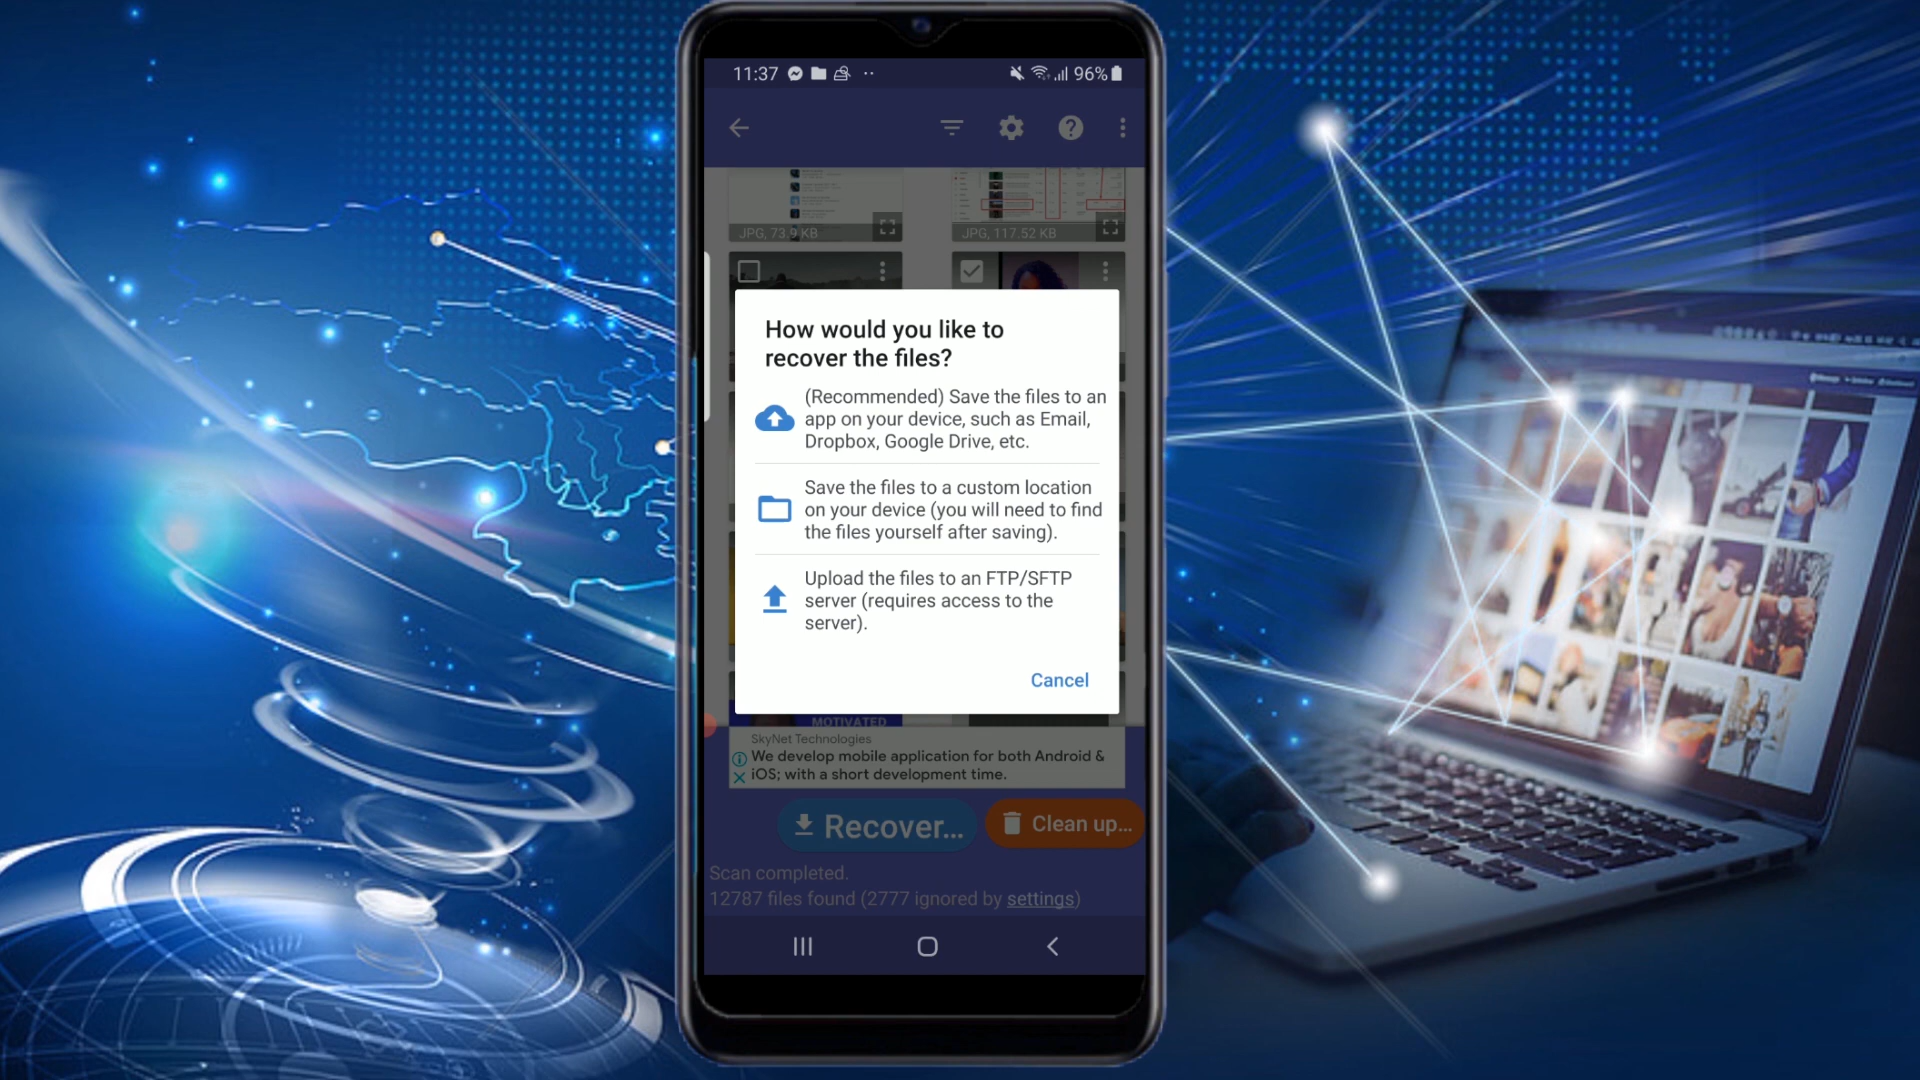 11:37
96%
JPG, 73.9 KB
JPG, 117.52 KB
How would you like to
recover the files?
(Recommended) Save the files to an
app on your device, such as Email,
Dropbox, Google Drive, etc.
Save the files to a custom location
on your device (you will need to find
the files yourself after saving).
Upload the files to an FTP/SFTP
server (requires access to the
server).
Cancel
MOTIVATED
SkyNet Technologies
We develop mobile application for both Android &
iOS; with a short development time.
Recover...
Clean up...
Scan completed.
12787 files found (2777 ignored by settings)